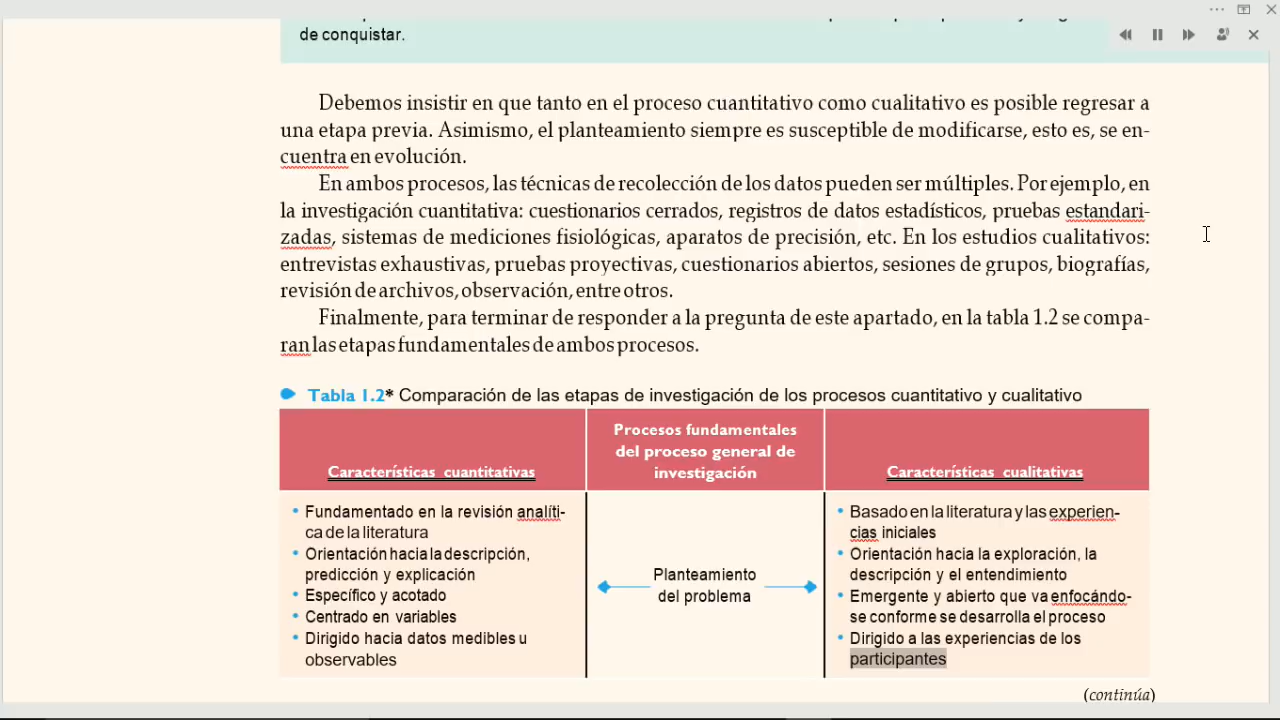 de conquistar.
Debemos insistir en que tanto en el proceso cuantitativo como cualitativo es posible regresar a
una etapa previa. Asimismo, el planteamiento siempre es susceptible de modificarse, esto es, se en-
cuentra en evolución.
En ambos procesos, las técnicas de recolección de los datos pueden ser múltiples. Por ejemplo, en
la investigación cuantitativa: cuestionarios cerrados, registros de datos estadísticos, pruebas estandari-
zadas, sistemas de mediciones fisiológicas, aparatos de precisión, etc. En los estudios cualitativos:
entrevistas exhaustivas, pruebas proyectivas, cuestionarios abiertos, sesiones de grupos, biografías,
revisión de archivos, observación, entre otros.
Finalmente, para terminar de responder a la pregunta de este apartado, en la tabla 1.2 se compa-
ran las etapas fundamentales de ambos procesos.
Tabla 1.2* Comparación de las etapas de investigación de los procesos cuantitativo y cualitativo
Características cuantitativas
Procesos fundamentales
del proceso general de
investigación
Características cualitativas
• Fundamentado en la revisión analíti-
ca de la literatura
• Orientación hacia la descripción,
predicción y explicación
• Específico y acotado
• Centrado en variables
• Dirigido hacia datos medibles u
observables
Planteamiento
del problema
• Basado en la literatura y las experien-
cias iniciales
• Orientación hacia la exploración, la
descripción y el entendimiento
• Emergente y abierto que va enfocándo-
se conforme se desarrolla el proceso
• Dirigido a las experiencias de los
participantes
(continúa)